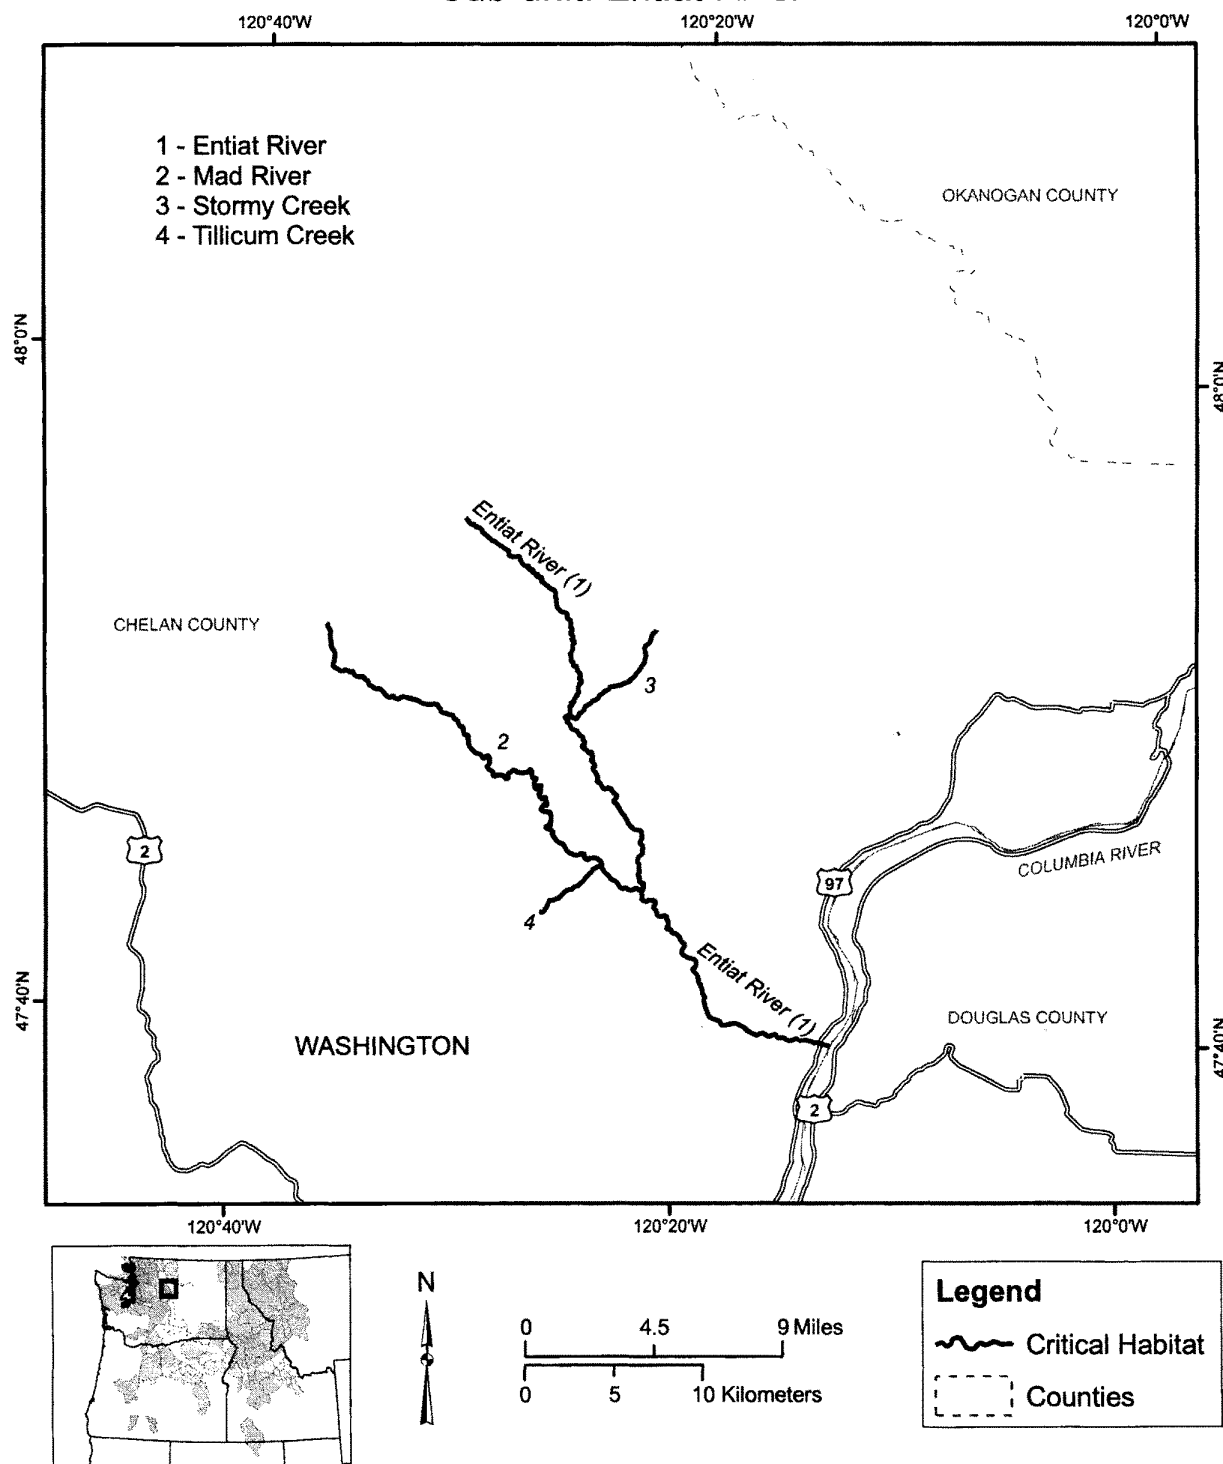 120°40'W
120°20'W
120°0'W
1 - Entiat River
2 - Mad River
3 - Stormy Creek
4 - Tillicum Creek
OKANOGAN COUNTY
48°0'N
48°0'N
Entiat River (1)
CHELAN COUNTY
3
2
2
97
COLUMBIA RIVER
4
Entiat River (1)
47°40'N
DOUGLAS COUNTY
WASHINGTON
47°40'N
2
120°40'W
120°20'W
120°0'W
N
0 4.5 9 Miles
0 5 10 Kilometers
Legend
Critical Habitat
Counties